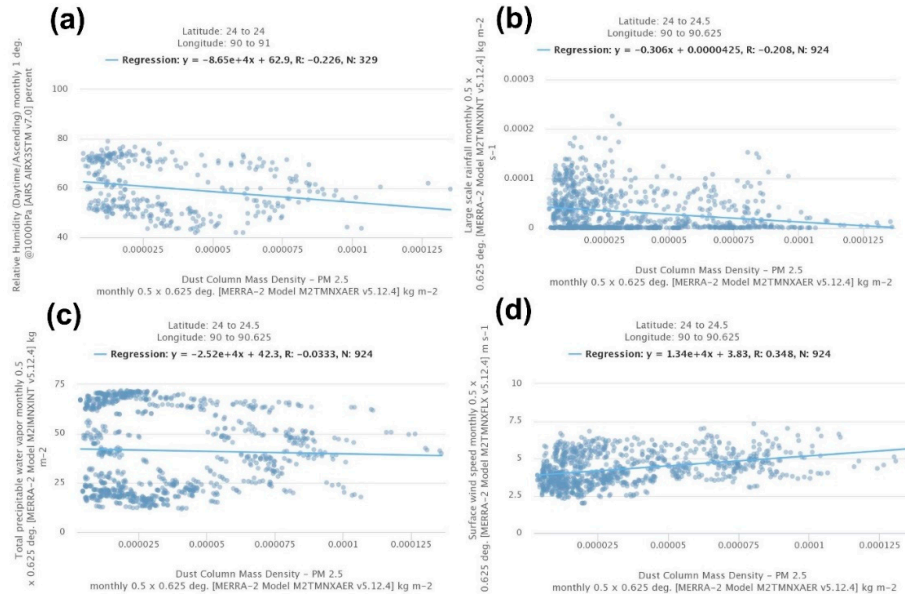 (a)
Latitude: 24 to 24
Longitude: 90 to 91
Regression: y = −8.65e+4x + 62.9, R: −0.226, N: 329
Relative Humidity (Daytime/Ascending) monthly 1 deg.
@1000hPa [AIRS AIRX3STM v7.0] percent
100
80
60
40
0.000025
0.00005
0.000075
0.0001
0.000125
Dust Column Mass Density – PM 2.5
monthly 0.5 x 0.625 deg. [MERRA-2 Model M2TMNXAER v5.12.4] kg m-2
(b)
Latitude: 24 to 24.5
Longitude: 90 to 90.625
Regression: y = −0.306x + 0.0000425, R: −0.208, N: 924
Large scale rainfall monthly 0.5 x
0.625 deg. [MERRA-2 Model M2TMNXINT v5.12.4] kg m-2
s-1
0.0003
0.0002
0.0001
0
0.000025
0.00005
0.000075
0.0001
0.000125
Dust Column Mass Density – PM 2.5
monthly 0.5 x 0.625 deg. [MERRA-2 Model M2TMNXAER v5.12.4] kg m-2
(c)
Latitude: 24 to 24.5
Longitude: 90 to 90.625
Regression: y = −2.52e+4x + 42.3, R: −0.0333, N: 924
Total precipitable water vapor monthly 0.5
x 0.625 deg. [MERRA-2 Model M2IMNXINT v5.12.4] kg
m-2
75
50
25
0
0.000025
0.00005
0.000075
0.0001
0.000125
Dust Column Mass Density – PM 2.5
monthly 0.5 x 0.625 deg. [MERRA-2 Model M2TMNXAER v5.12.4] kg m-2
(d)
Latitude: 24 to 24.5
Longitude: 90 to 90.625
Regression: y = 1.34e+4x + 3.83, R: 0.348, N: 924
Surface wind speed monthly 0.5 x
0.625 deg. [MERRA-2 Model M2TMNXFLX v5.12.4] m s-1
10
7.5
5
2.5
0
0.000025
0.00005
0.000075
0.0001
0.000125
Dust Column Mass Density – PM 2.5
monthly 0.5 x 0.625 deg. [MERRA-2 Model M2TMNXAER v5.12.4] kg m-2